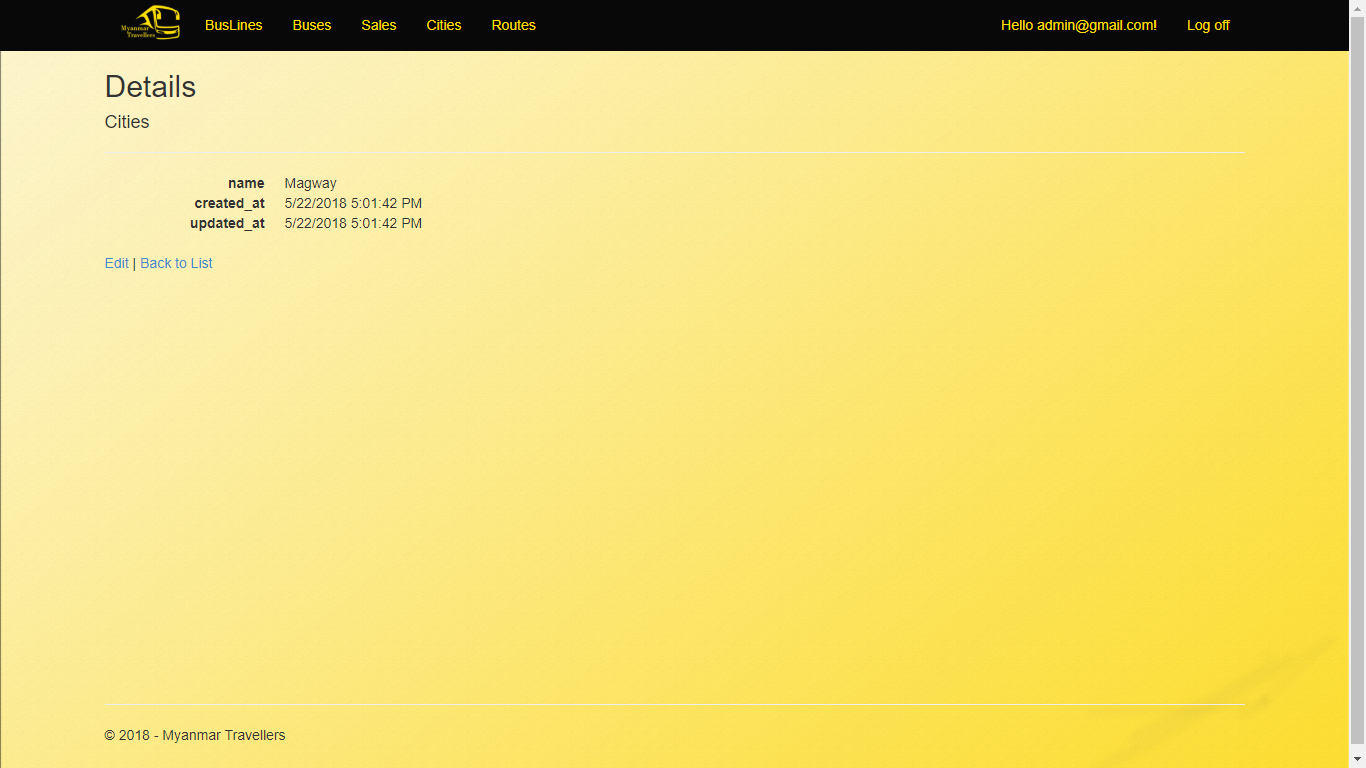 Myanmar
Travellers
BusLines Buses Sales Cities Routes Hello admin@gmail.com! Log off
Details
Cities
name Magway
created_at 5/22/2018 5:01:42 PM
updated_at 5/22/2018 5:01:42 PM
Edit | Back to List
© 2018 - Myanmar Travellers